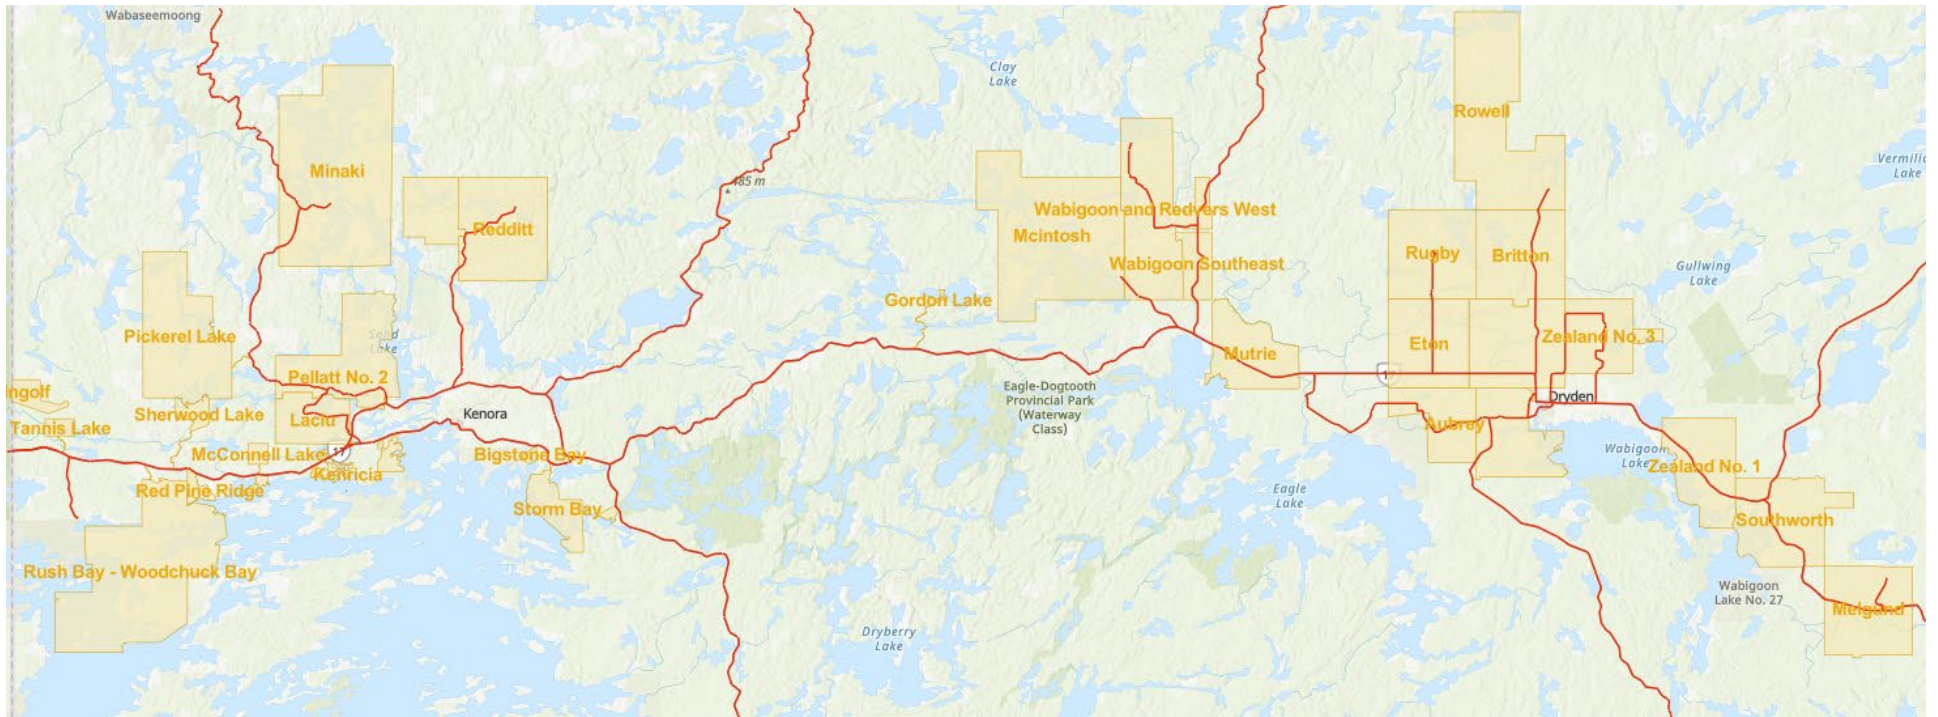 Wabaseemoong
Clay
Lake
Rowell
Vermilic
Lake
Minaki
485 m
Wabigoon and Redvers West
Redditt
Mcintosh
Rugby
Britton
Wabigoon Southeast
Gullwing
Lake
Gordon Lake
Pickerel Lake
Sand
Lake
Zealand No. 3
Eton
Mutrie
Pellatt No. 2
1
Eagle-Dogtooth
Provincial Park
(Waterway
Class)
ngolf
Dryden
Sherwood Lake
Kenora
Laclu
Aubrey
Tannis Lake
McConnell Lake
17
Bigstone Bay
Wabigoon
Lake
Zealand No. 1
Kenricia
Red Pine Ridge
Eagle
Lake
Storm Bay
Southworth
Rush Bay - Woodchuck Bay
Wabigoon
Lake No. 27
Melgund
Dryberry
Lake